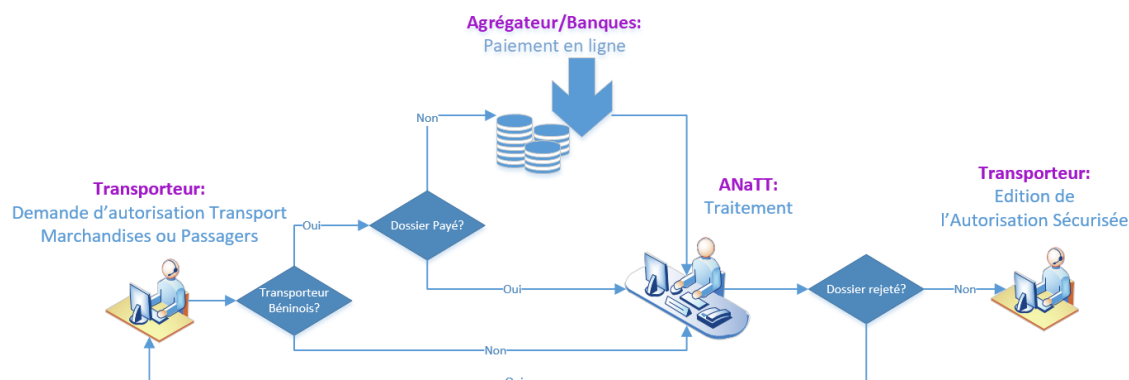 Agrégateur/Banques:
Paiement en ligne
Non
Transporteur:
Demande d'autorisation Transport
Marchandises ou Passagers
Oui
Dossier Payé?
ANaTT:
Traitement
Transporteur:
Edition de
l'Autorisation Sécurisée
Transporteur
Béninois?
Oui
Dossier rejeté?
Non
Non
Oui